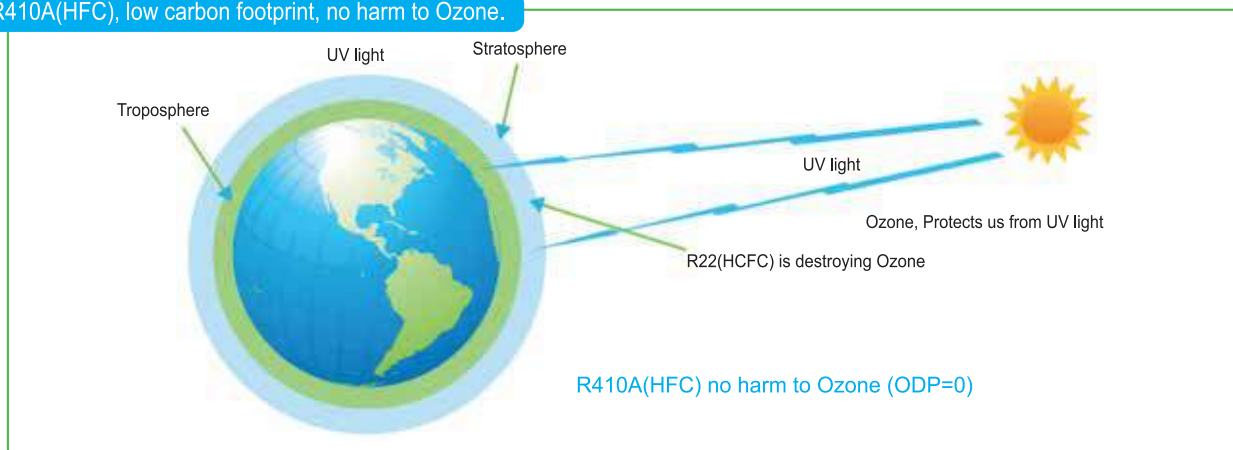 R410A(HFC), low carbon footprint, no harm to Ozone.
UV light
Stratosphere
Troposphere
UV light
Ozone, Protects us from UV light
R22(HCFC) is destroying Ozone
R410A(HFC) no harm to Ozone (ODP=0)